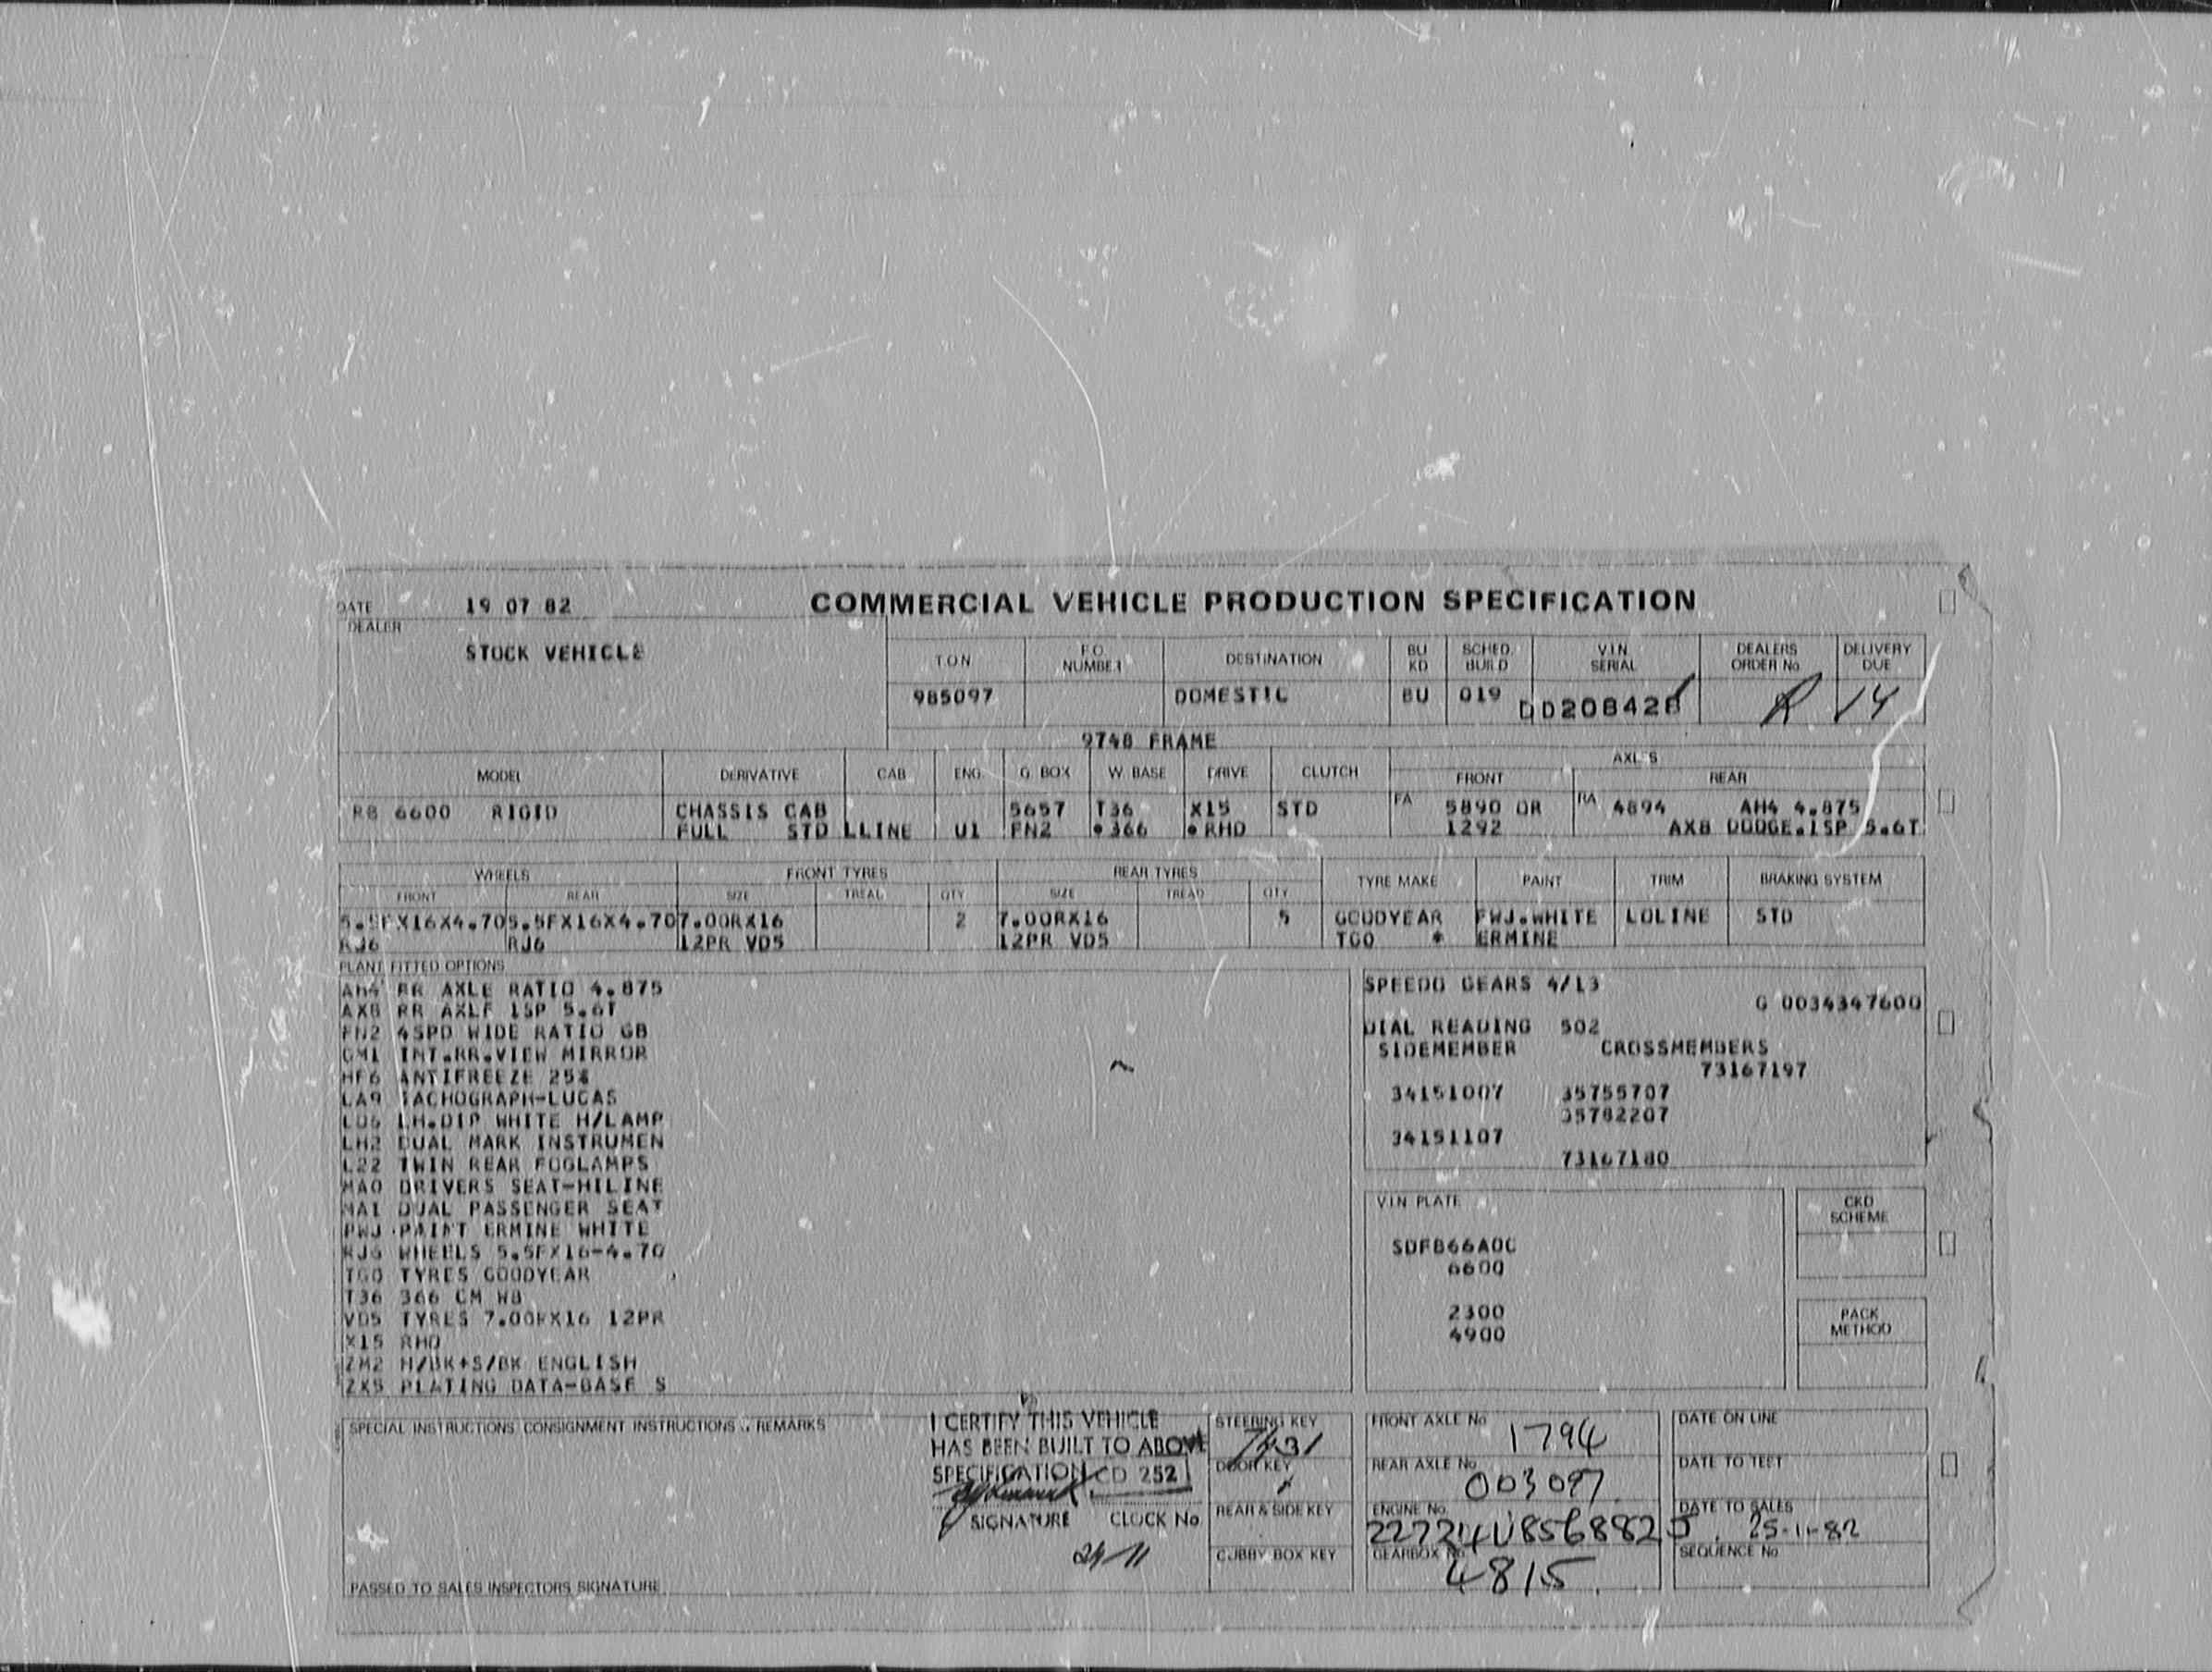 DATE 19 07 82 COMMERCIAL VEHICLE PRODUCTION SPECIFICATION
DEALER
STOCK VEHICLE
T.O.N F.O. NUMBER DESTINATION BU KD SCHED. BUILD V.I.N SERIAL DEALERS ORDER No DELIVERY DUE
985097 DOMESTIC BU 019 DD208428 R 14
9748 FRAME
MODEL DERIVATIVE CAB ENG. G. BOX W. BASE DRIVE CLUTCH AXLES
FRONT REAR
RB 6600 RIGID CHASSIS CAB 5657 T36 X15 STD FA 5890 OR RA 4894 AH4 4.875
FULL STD LLINE U1 FN2 *366 *RHD 1292 AX8 DODGE.1SP 5.6T
WHEELS FRONT TYRES REAR TYRES TYRE MAKE PAINT TRIM BRAKING SYSTEM
FRONT REAR SIZE TREAD QTY SIZE TREAD QTY
5.5FX16X4.70 5.5FX16X4.70 7.00RX16 2 7.00RX16 5 GOODYEAR PWJ.WHITE LOLINE STD
RJ6 RJ6 12PR VD5 12PR VD5 TGO * ERMINE
PLANT FITTED OPTIONS
AH4 RR AXLE RATIO 4.875
AX8 RR AXLE 1SP 5.6T
FN2 4SPD WIDE RATIO GB
GM1 INT.RR.VIEW MIRROR
HF6 ANTIFREEZE 25%
LA9 TACHOGRAPH-LUCAS
LD5 LH.DIP WHITE H/LAMP
LH2 DUAL MARK INSTRUMEN
L22 TWIN REAR FOGLAMPS
MA0 DRIVERS SEAT-HILINE
MA1 DUAL PASSENGER SEAT
PWJ PAINT ERMINE WHITE
RJ6 WHEELS 5.5FX16-4.70
TGO TYRES GOODYEAR
T36 366 CM WB
VD5 TYRES 7.00RX16 12PR
X15 RHD
ZM2 H/BK+S/BK ENGLISH
ZX5 PLATING DATA-BASE S
SPEEDO GEARS 4/13
G 0034347600
DIAL READING 502
SIDEMEMBER CROSSMEMBERS
73167197
34151007 35755707
35782207
34151107
73167180
V.I.N PLATE
SDFB66A0C
6600
2300
4900
CKD SCHEME
PACK METHOD
SPECIAL INSTRUCTIONS CONSIGNMENT INSTRUCTIONS & REMARKS
I CERTIFY THIS VEHICLE
HAS BEEN BUILT TO ABOVE
SPECIFICATION CD 252
SIGNATURE CLOCK No
24/11
PASSED TO SALES INSPECTORS SIGNATURE
STEERING KEY
DOOR KEY
REAR & SIDE KEY
CUBBY BOX KEY
FRONT AXLE No 1794
REAR AXLE No 003097
ENGINE No 22724U856882J
GEARBOX No 4815
DATE ON LINE
DATE TO TEST
DATE TO SALES 25-11-82
SEQUENCE No